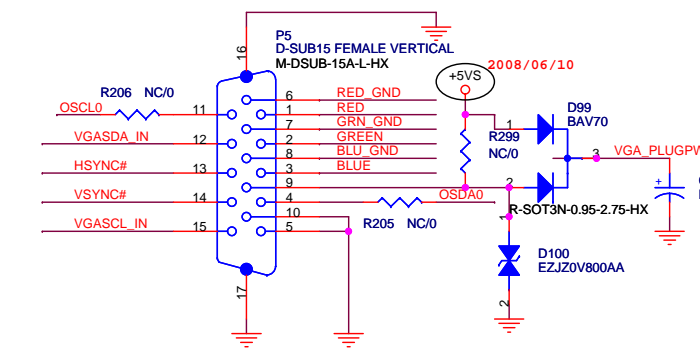 P5
D-SUB15 FEMALE VERTICAL
M-DSUB-15A-L-HX
16
2008/06/10
+5VS
R206 NC/0
OSCL0
11
6
RED_GND
1
RED
D99
BAV70
7
GRN_GND
1
VGASDA_IN
12
2
GREEN
R299
NC/0
8
BLU_GND
3
VGA_PLUGPW
HSYNC#
13
3
BLUE
9
2
VSYNC#
14
4
OSDA0
+
R-SOT3N-0.95-2.75-HX
10
R205 NC/0
1
VGASCL_IN
15
5
D100
EZJZ0V800AA
17
2